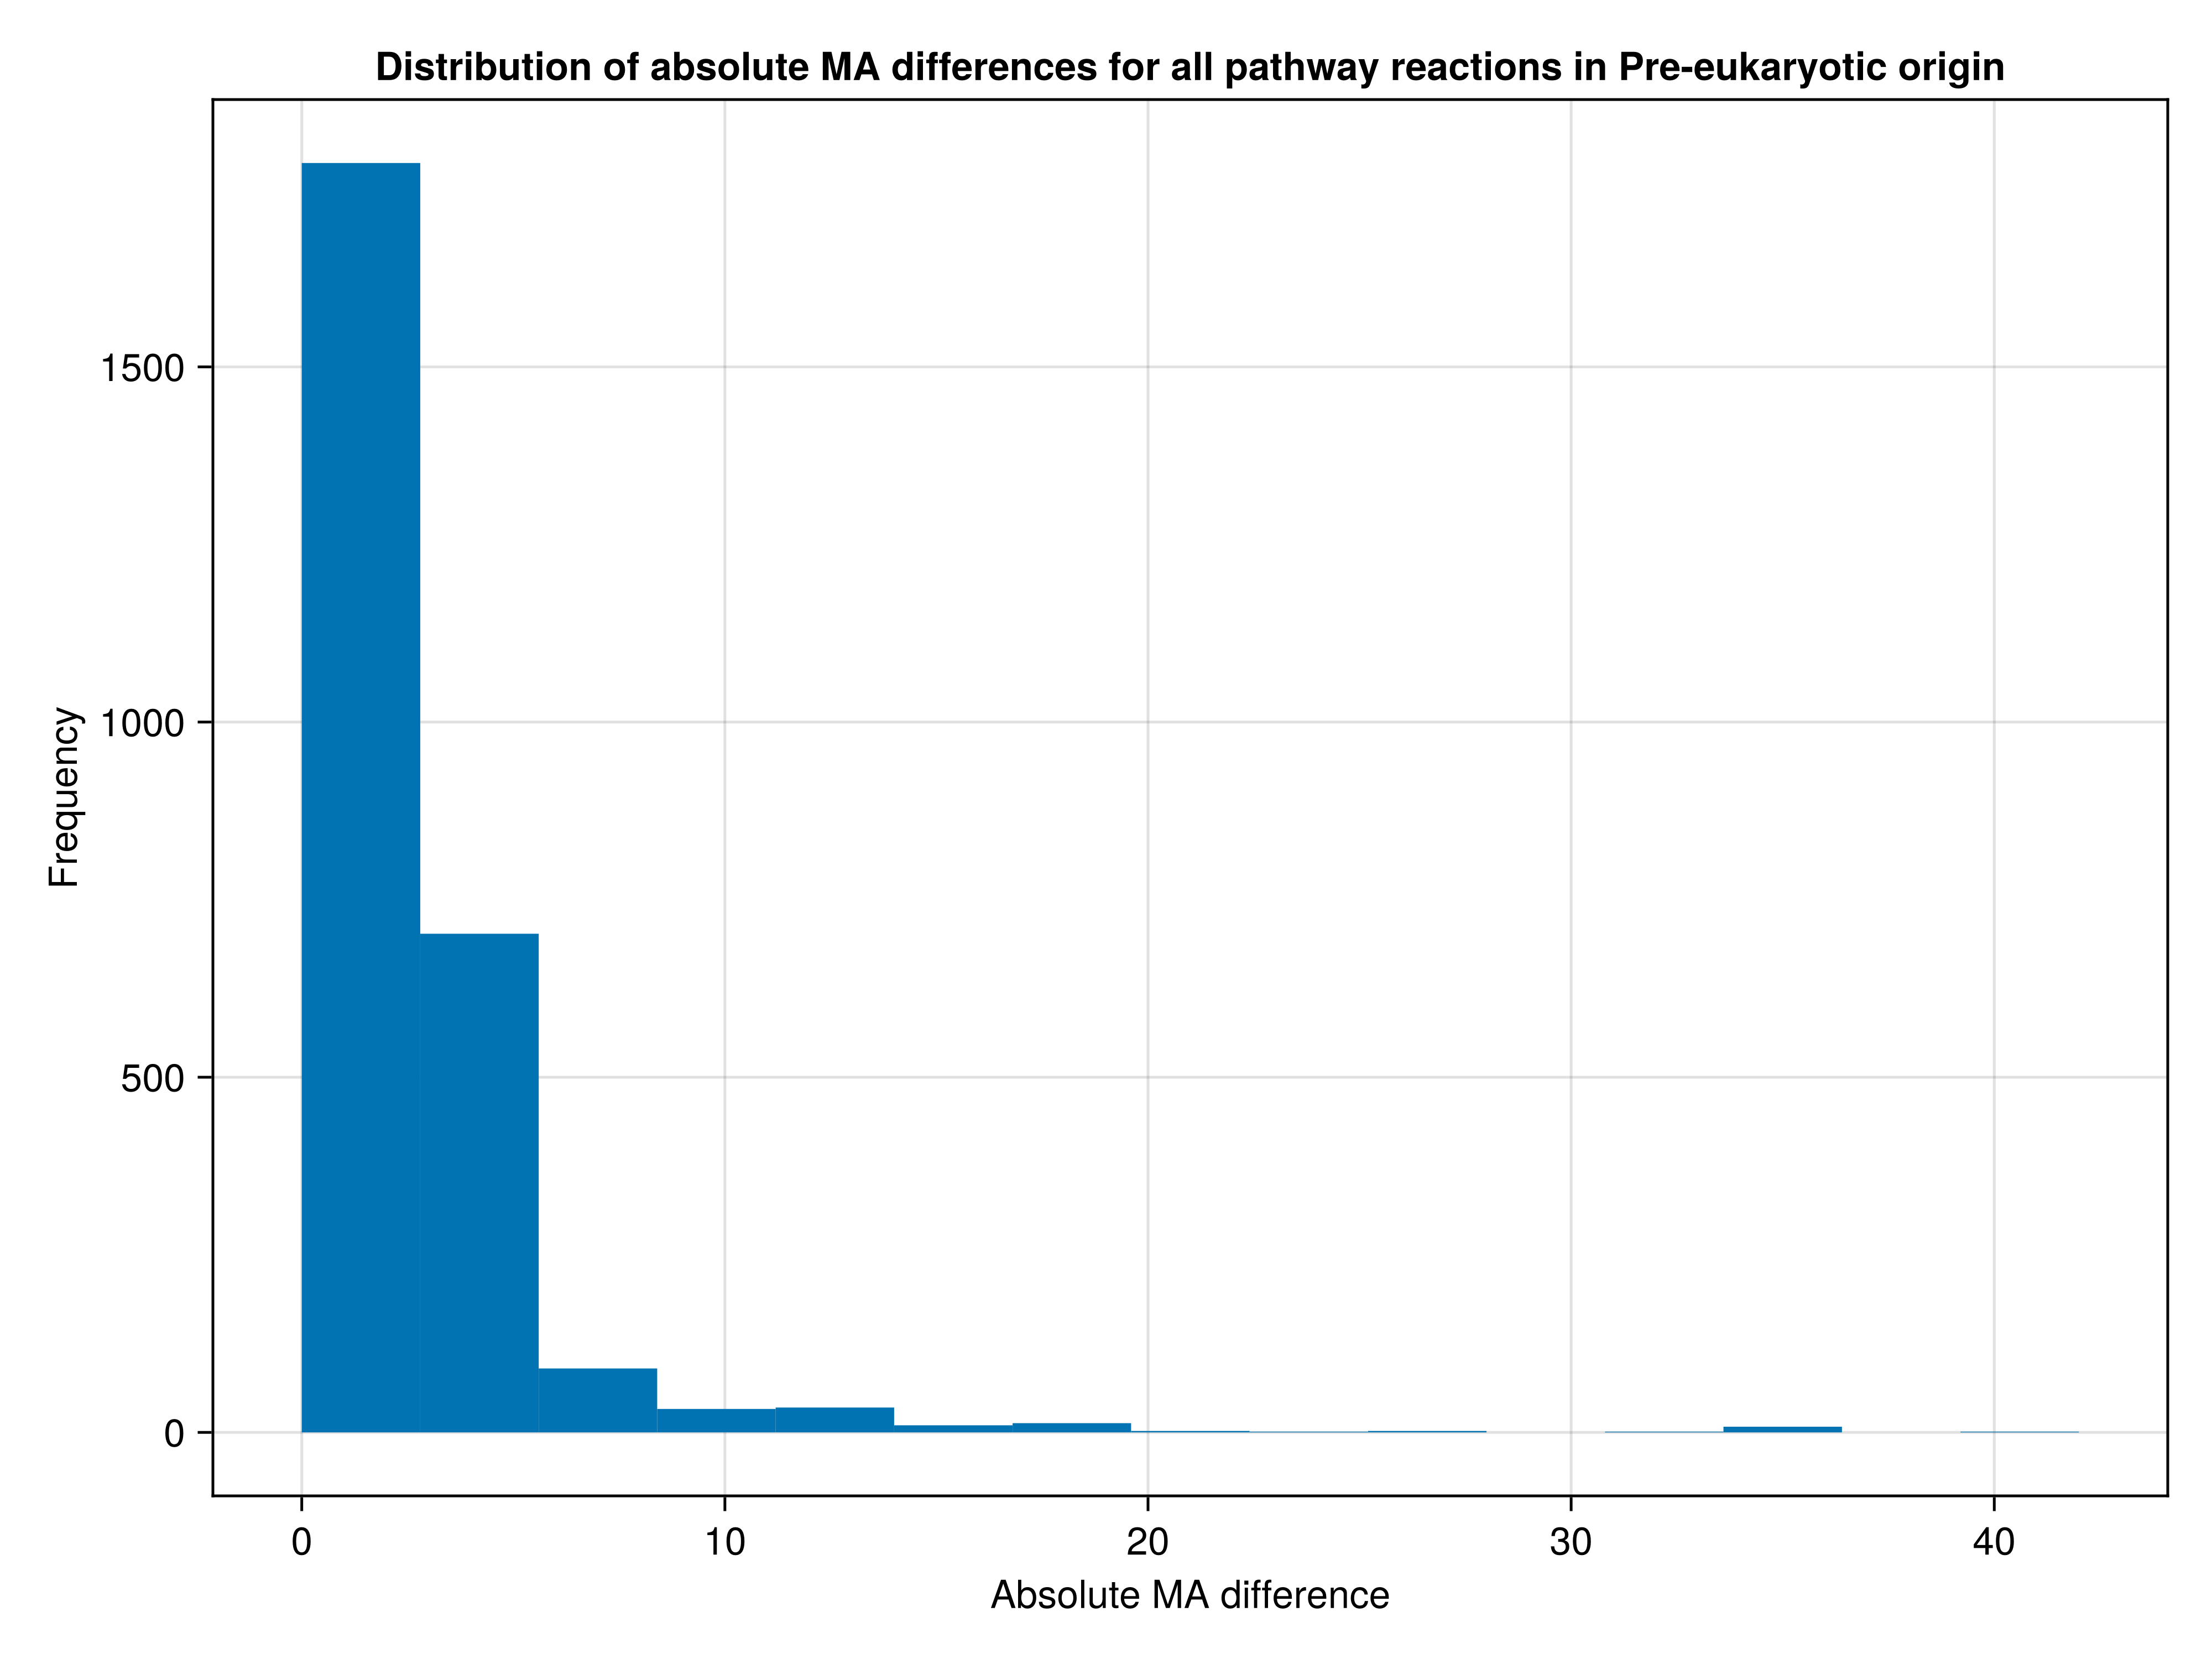 Distribution of absolute MA differences for all pathway reactions in Pre-eukaryotic origin
Frequency
1500
1000
500
0
0 10 20 30 40
Absolute MA difference